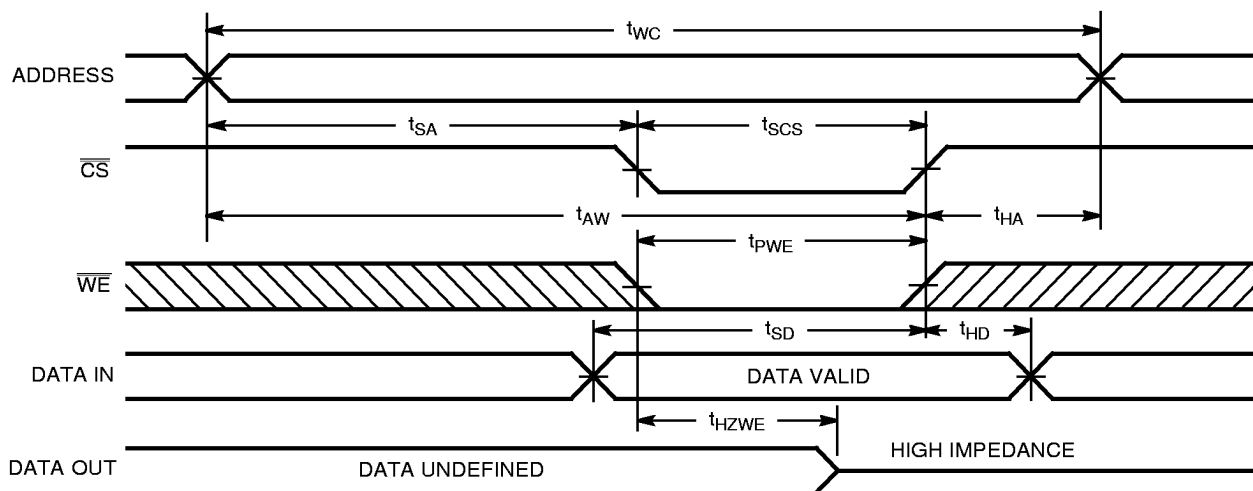 tWC
ADDRESS
tSA
tSCS
CS
tAW
tHA
tPWE
WE
tSD
tHD
DATA IN
DATA VALID
tHZWE
DATA OUT
DATA UNDEFINED
HIGH IMPEDANCE